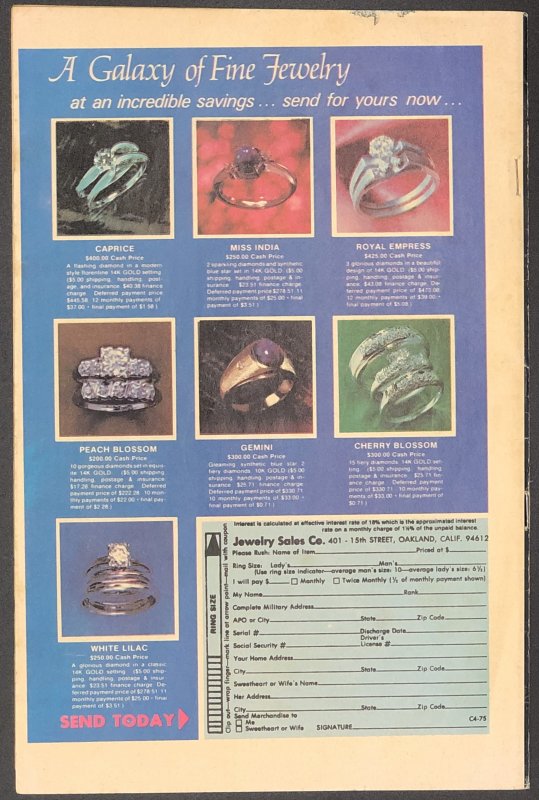 A Galaxy of Fine Jewelry
at an incredible savings... send for yours now...
CAPRICE
$400.00 Cash Price
A flashing diamond in a modern
style florentine 14K GOLD setting.
($5.00 shipping, handling, post-
age, and insurance. $40.38 finance
charge. Deferred payment price
$445.58. 12 monthly payments of
$37.00 - final payment of $1.58.)
MISS INDIA
$250.00 Cash Price
2 sparkling diamonds and synthetic
blue star set in 14K GOLD. ($5.00
shipping, handling, postage & in-
surance. $23.51 finance charge.
Deferred payment price $278.51. 11
monthly payments of $25.00 - final
payment of $3.51.)
ROYAL EMPRESS
$425.00 Cash Price
3 glorious diamonds in a beautiful
design of 14K GOLD. ($5.00 ship-
ping, handling, postage & insur-
ance. $43.08 finance charge. De-
ferred payment price of $473.08.
12 monthly payments of $39.00 -
final payment of $5.08.)
PEACH BLOSSOM
$200.00 Cash Price
10 gorgeous diamonds set in exquis-
ite 14K GOLD. ($5.00 shipping
handling, postage & insurance.
$17.28 finance charge. Deferred
payment price of $222.28. 10 mon-
thly payments of $22.00 - final pay-
ment of $2.28.)
GEMINI
$300.00 Cash Price
Gleaming synthetic blue star 2
fiery diamonds. 10K GOLD. ($5.00
shipping, handling, postage & in-
surance. $25.71 finance charge.
Deferred payment price of $330.71.
10 monthly payments of $33.00 -
final payment of $0.71.)
CHERRY BLOSSOM
$300.00 Cash Price
15 fiery diamonds. 14K GOLD set-
ting. ($5.00 shipping, handling,
postage & insurance. $25.71 fin-
ance charge. Deferred payment
price of $330.71. 10 monthly pay-
ments of $33.00 - final payment of
$0.71.)
WHITE LILAC
$250.00 Cash Price
A glorious diamond in a classic
14K GOLD setting. ($5.00 ship-
ping, handling, postage & insur-
ance. $23.51 finance charge. De-
ferred payment price of $278.51. 11
monthly payments of $25.00 - final
payment of $3.51.)
SEND TODAY
RING SIZE
Clip out—wrap finger—mark line at arrow point—mail with coupon
Interest is calculated at effective interest rate of 18% which is the approximated interest
rate on a monthly charge of 1½% of the unpaid balance.
Jewelry Sales Co. 401 - 15th STREET, OAKLAND, CALIF. 94612
Please Rush: Name of Item Priced at $
Ring Size: Lady's Man's
(Use ring size indicator—average man's size: 10—average lady's size: 6½)
I will pay $ Monthly Twice Monthly (½ of monthly payment shown)
My Name Rank
Complete Military Address
APO or City State Zip Code
Serial # Discharge Date
Social Security # Driver's License #
Your Home Address
City State Zip Code
Sweetheart or Wife's Name
Her Address
City State Zip Code
Send Merchandise to
Me
Sweetheart or Wife SIGNATURE
C4-75